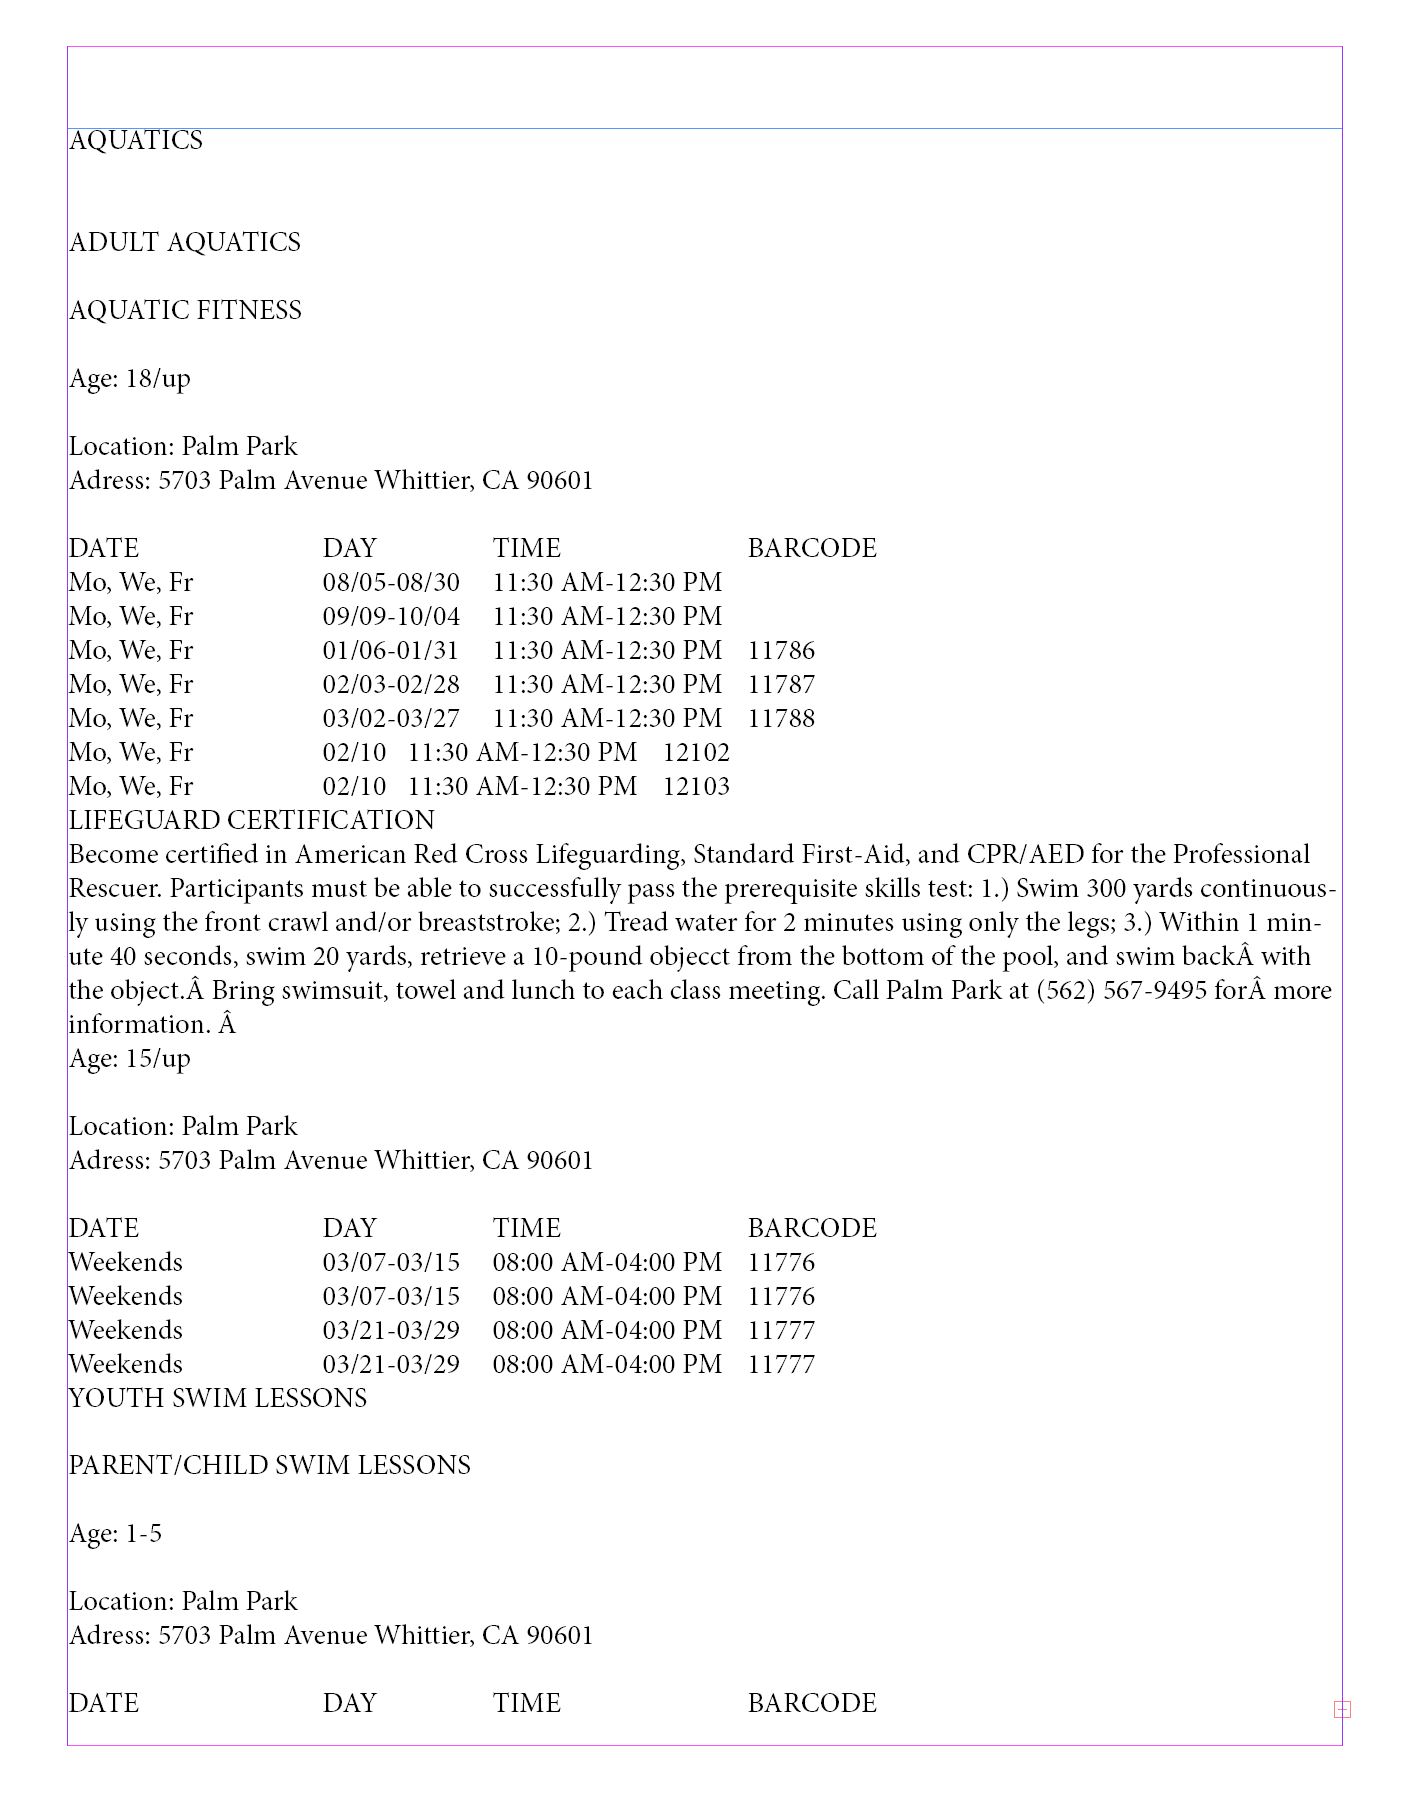 AQUATICS
ADULT AQUATICS
AQUATIC FITNESS
Age: 18/up
Location: Palm Park
Adress: 5703 Palm Avenue Whittier, CA 90601
DATE DAY TIME BARCODE
Mo, We, Fr 08/05-08/30 11:30 AM-12:30 PM
Mo, We, Fr 09/09-10/04 11:30 AM-12:30 PM
Mo, We, Fr 01/06-01/31 11:30 AM-12:30 PM 11786
Mo, We, Fr 02/03-02/28 11:30 AM-12:30 PM 11787
Mo, We, Fr 03/02-03/27 11:30 AM-12:30 PM 11788
Mo, We, Fr 02/10 11:30 AM-12:30 PM 12102
Mo, We, Fr 02/10 11:30 AM-12:30 PM 12103
LIFEGUARD CERTIFICATION
Become certified in American Red Cross Lifeguarding, Standard First-Aid, and CPR/AED for the Professional
Rescuer. Participants must be able to successfully pass the prerequisite skills test: 1.) Swim 300 yards continuous-
ly using the front crawl and/or breaststroke; 2.) Tread water for 2 minutes using only the legs; 3.) Within 1 min-
ute 40 seconds, swim 20 yards, retrieve a 10-pound objecct from the bottom of the pool, and swim backÂ with
the object.Â Bring swimsuit, towel and lunch to each class meeting. Call Palm Park at (562) 567-9495 forÂ more
information. Â
Age: 15/up
Location: Palm Park
Adress: 5703 Palm Avenue Whittier, CA 90601
DATE DAY TIME BARCODE
Weekends 03/07-03/15 08:00 AM-04:00 PM 11776
Weekends 03/07-03/15 08:00 AM-04:00 PM 11776
Weekends 03/21-03/29 08:00 AM-04:00 PM 11777
Weekends 03/21-03/29 08:00 AM-04:00 PM 11777
YOUTH SWIM LESSONS
PARENT/CHILD SWIM LESSONS
Age: 1-5
Location: Palm Park
Adress: 5703 Palm Avenue Whittier, CA 90601
DATE DAY TIME BARCODE